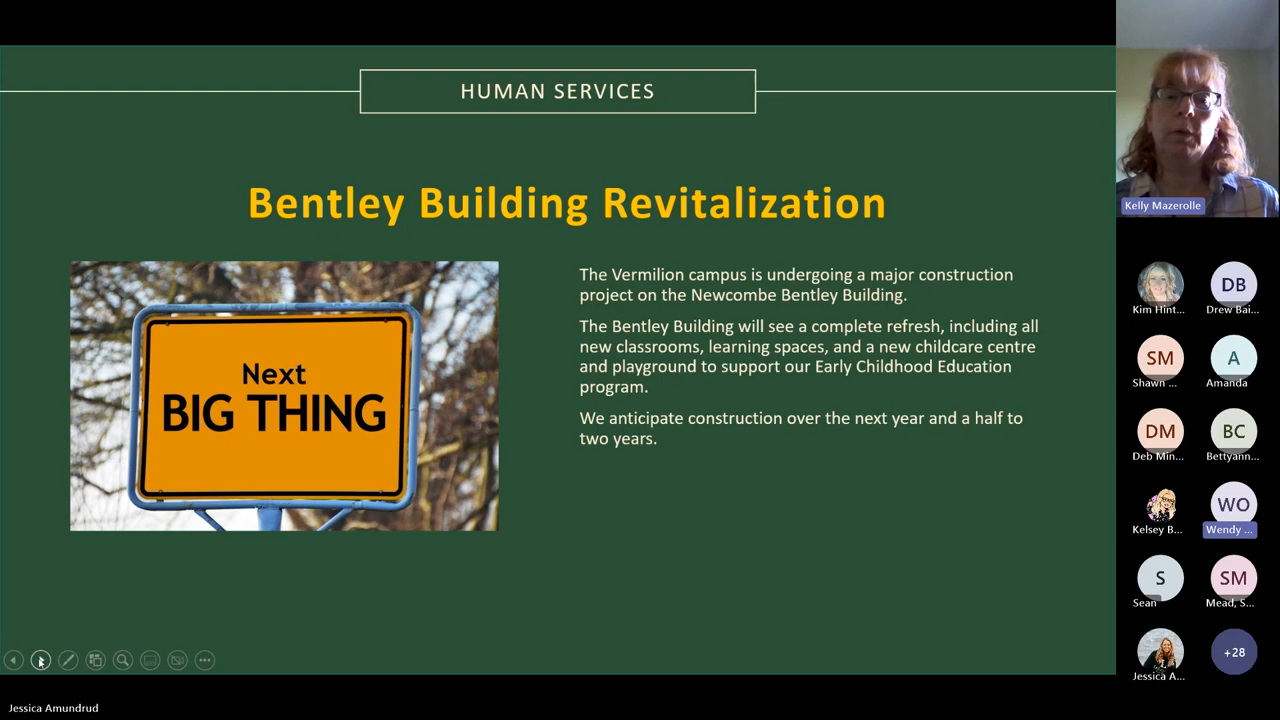 HUMAN SERVICES
Bentley Building Revitalization
Next
BIG THING
The Vermilion campus is undergoing a major construction
project on the Newcombe Bentley Building.
The Bentley Building will see a complete refresh, including all
new classrooms, learning spaces, and a new childcare centre
and playground to support our Early Childhood Education
program.
We anticipate construction over the next year and a half to
two years.
Kelly Mazerolle
Kim Hint...
DB
Drew Bai...
SM
Shawn ...
A
Amanda
DM
Deb Min...
BC
Bettyann...
Kelsey B...
WO
Wendy ...
S
Sean
SM
Mead, S...
Jessica A...
+28
Jessica Amundrud